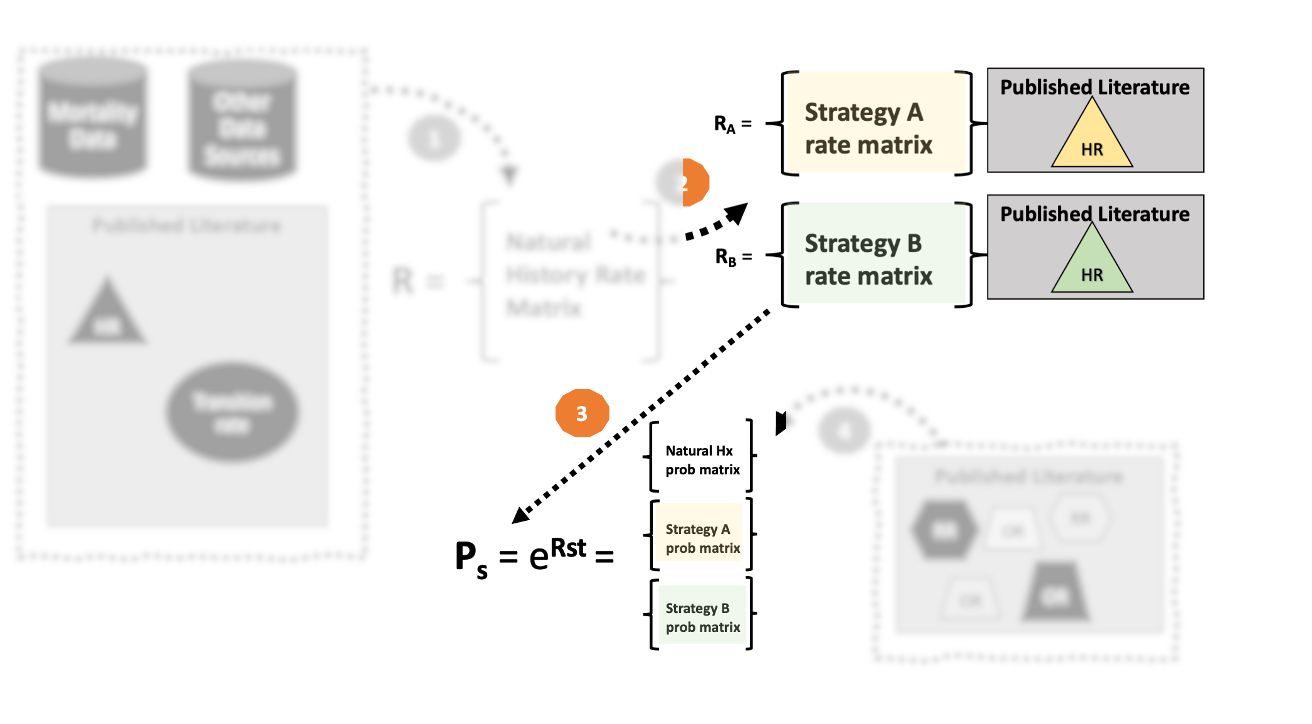 Mortality
Data
Other
Data
Sources
Published Literature
HR
Transition
rate
1
R =
Natural
History Rate
Matrix
2
R_A =
Strategy A
rate matrix
Published Literature
HR
R_B =
Strategy B
rate matrix
Published Literature
HR
3
P_s = e^Rst =
Natural Hx
prob matrix
Strategy A
prob matrix
Strategy B
prob matrix
4
Published Literature
RR
OR
RR
OR
OR